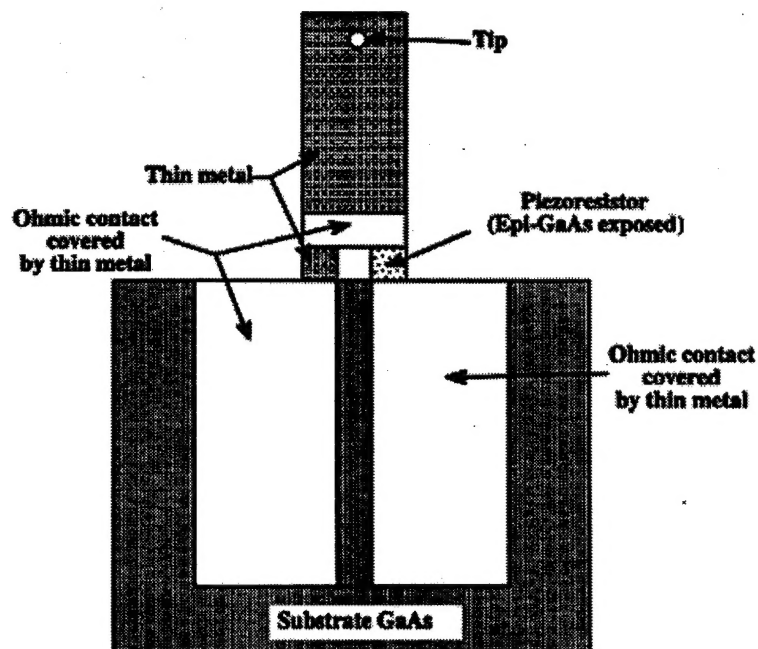 Tip
Thin metal
Piezoresistor
(Epi-GaAs exposed)
Ohmic contact
covered
by thin metal
Ohmic contact
covered
by thin metal
Substrate GaAs